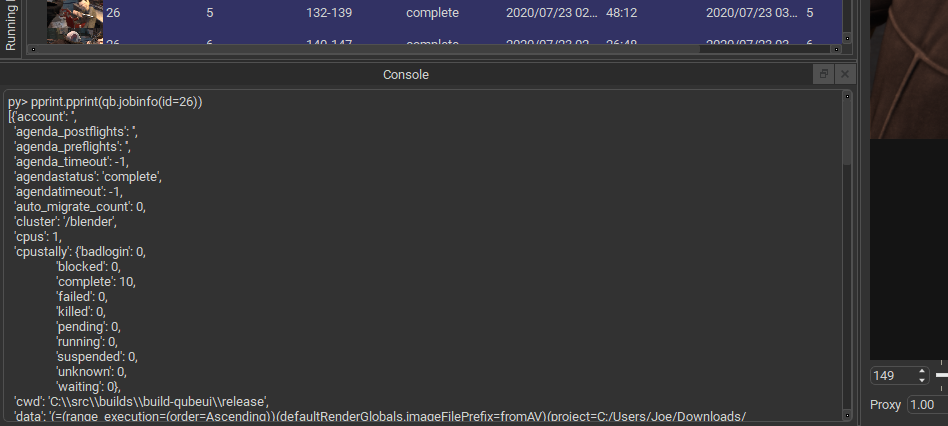 Running
26 5 132-139 complete 2020/07/23 02... 48:12 2020/07/23 03... 5
26 6 140-147 complete 2020/07/23 02... 26:48 2020/07/23 03... 6
Console
py> pprint.pprint(qb.jobinfo(id=26))
[{'account': '',
'agenda_postflights': '',
'agenda_preflights': '',
'agenda_timeout': -1,
'agendastatus': 'complete',
'agendatimeout': -1,
'auto_migrate_count': 0,
'cluster': '/blender',
'cpus': 1,
'cpustally': {'badlogin': 0,
'blocked': 0,
'complete': 10,
'failed': 0,
'killed': 0,
'pending': 0,
'running': 0,
'suspended': 0,
'unknown': 0,
'waiting': 0},
'cwd': 'C:\\src\\builds\\build-qubeui\\release',
'data': '(=(range_execution=(order=Ascending))(defaultRenderGlobals.imageFilePrefix=fromAV)(project=C:/Users/Joe/Downloads/
149
Proxy 1.00